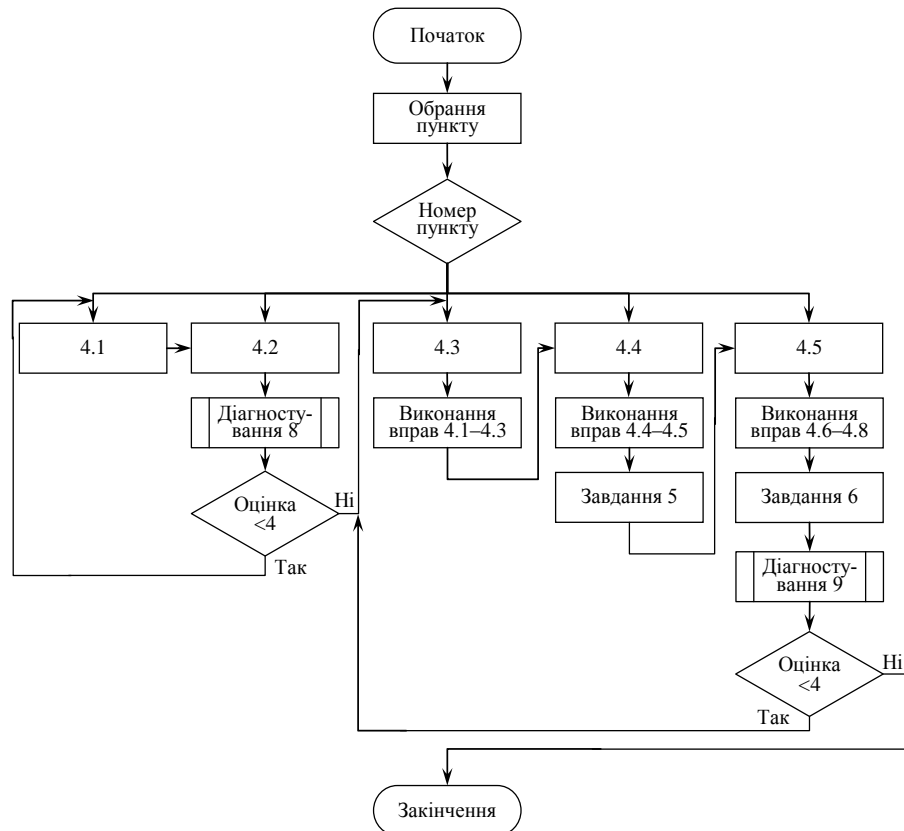 Початок
Обрання
пункту
Номер
пункту
4.1
4.2
4.3
4.4
4.5
Діагносту-
вання 8
Виконання
вправ 4.1–4.3
Виконання
вправ 4.4–4.5
Виконання
вправ 4.6–4.8
Оцінка
<4
Ні
Так
Завдання 5
Завдання 6
Діагносту-
вання 9
Оцінка
<4
Ні
Так
Закінчення